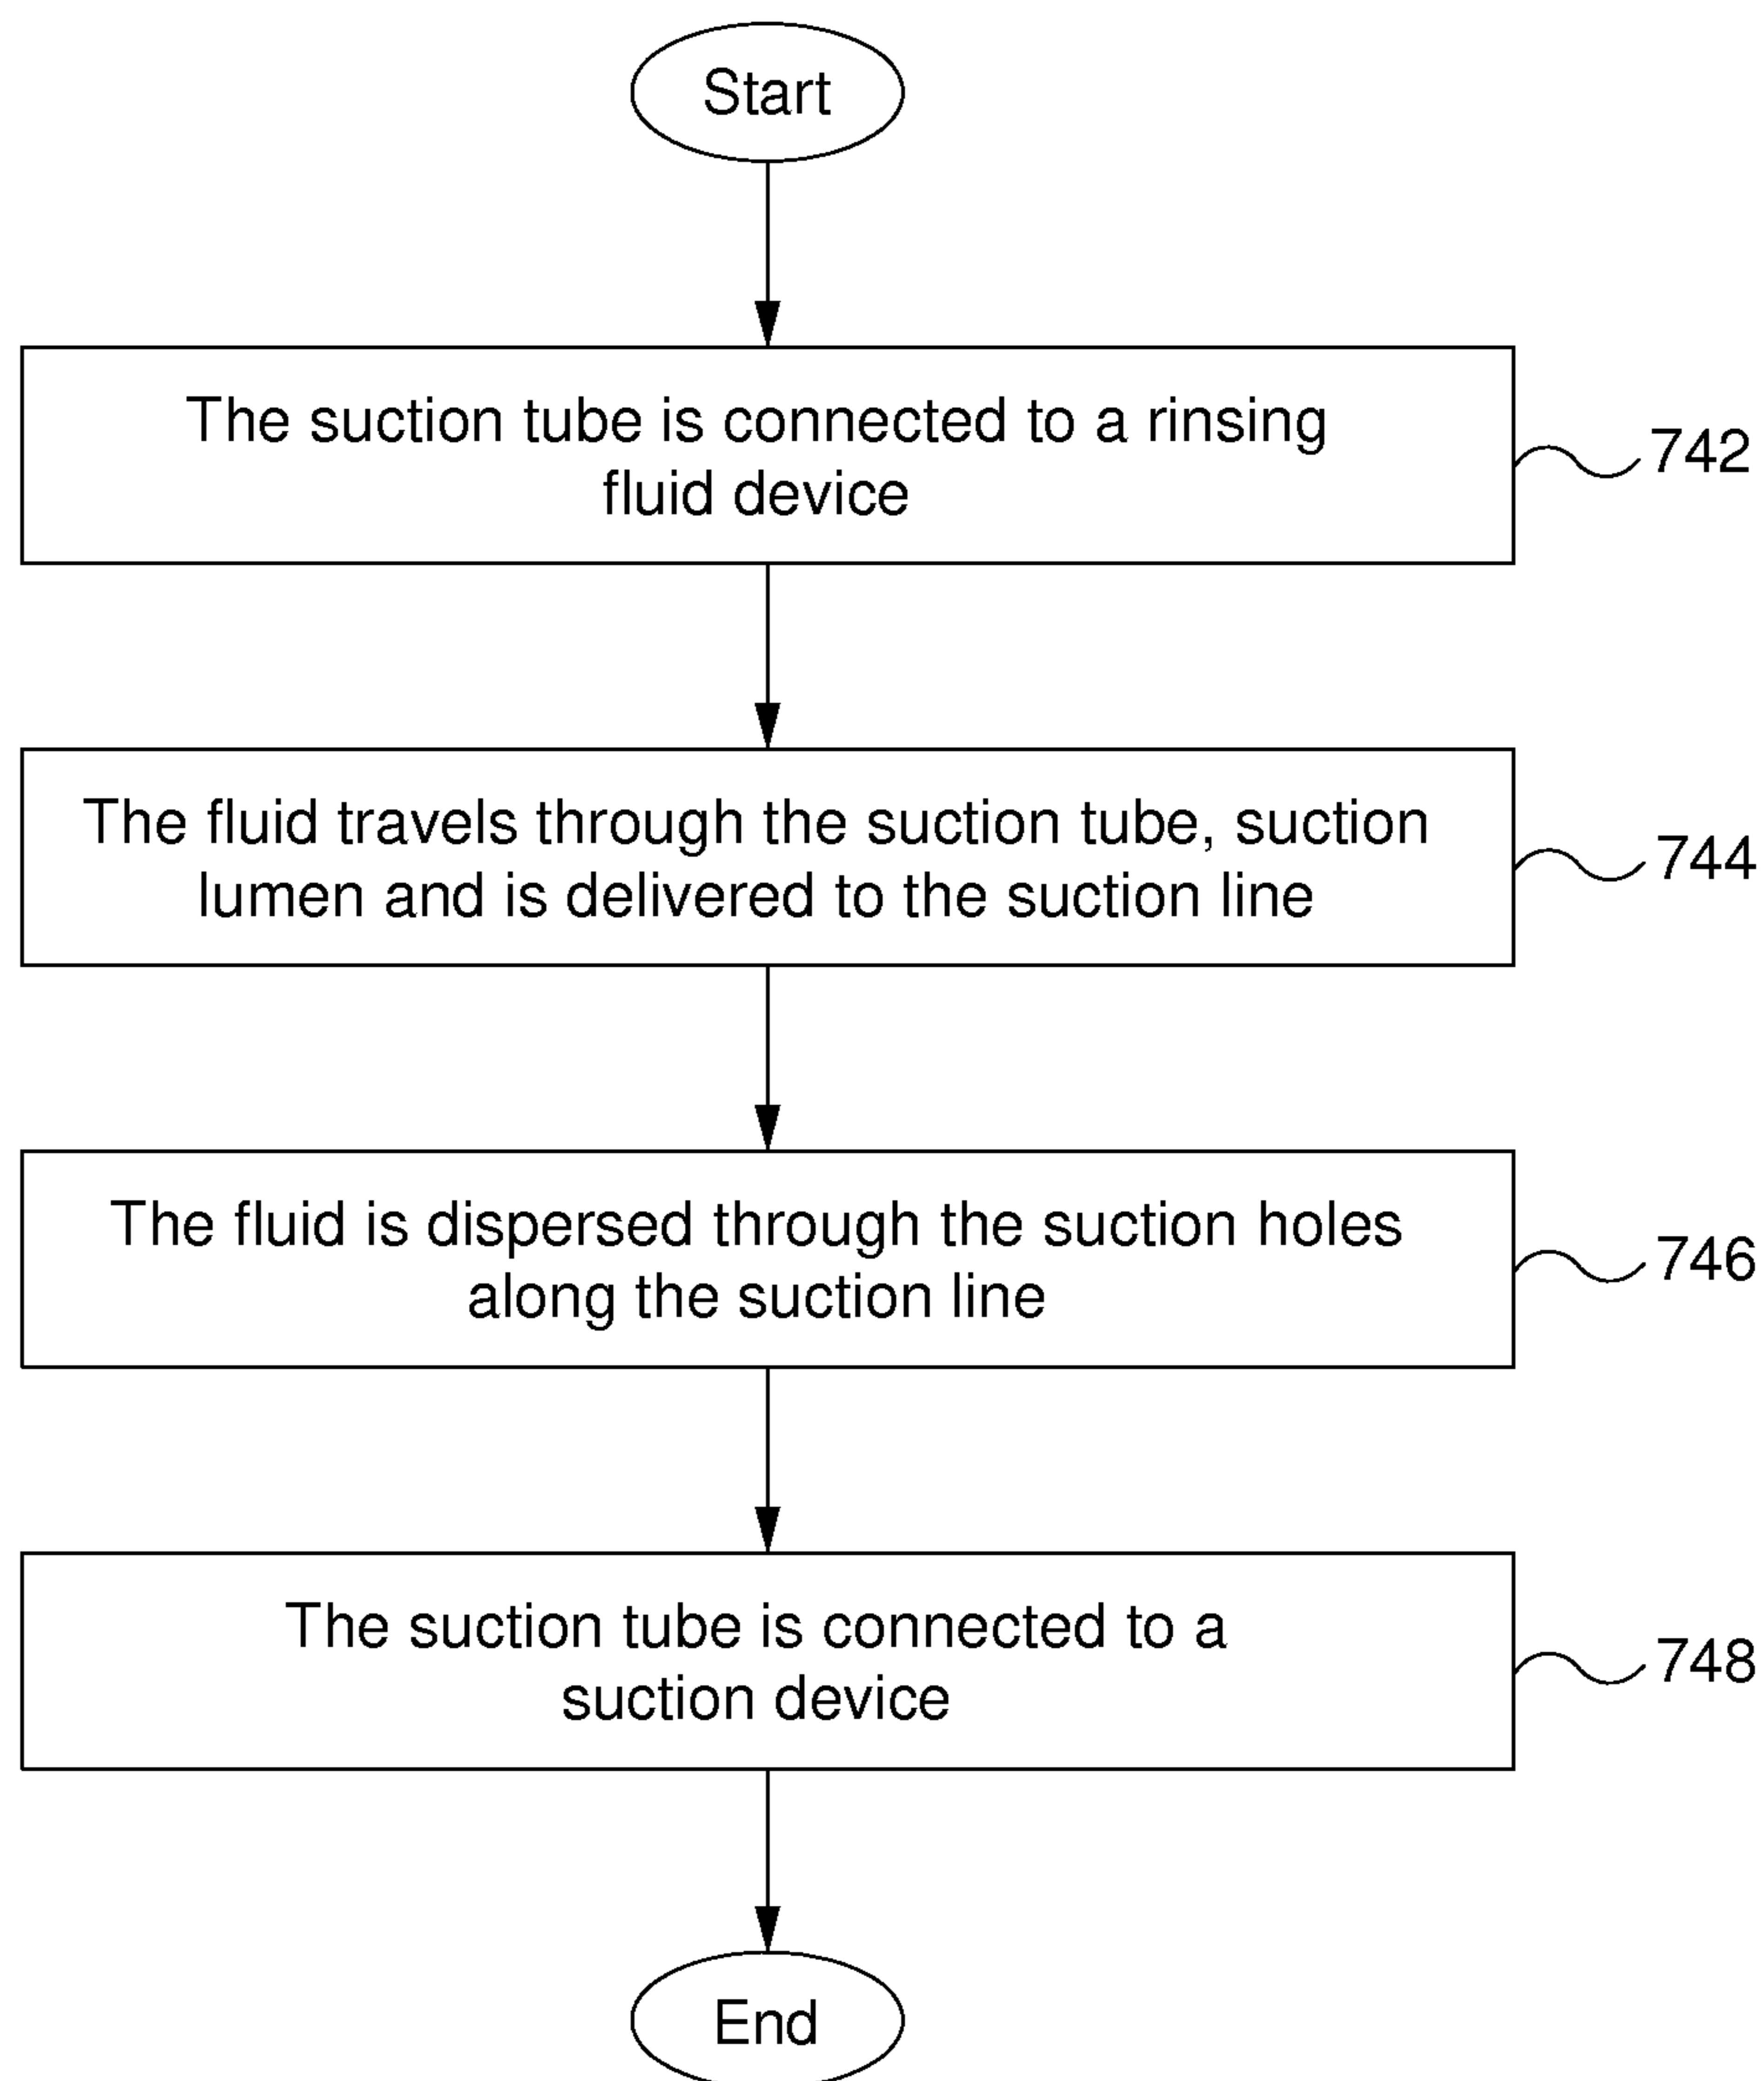 Start
The suction tube is connected to a rinsing
fluid device
742
The fluid travels through the suction tube, suction
lumen and is delivered to the suction line
744
The fluid is dispersed through the suction holes
along the suction line
746
The suction tube is connected to a
suction device
748
End